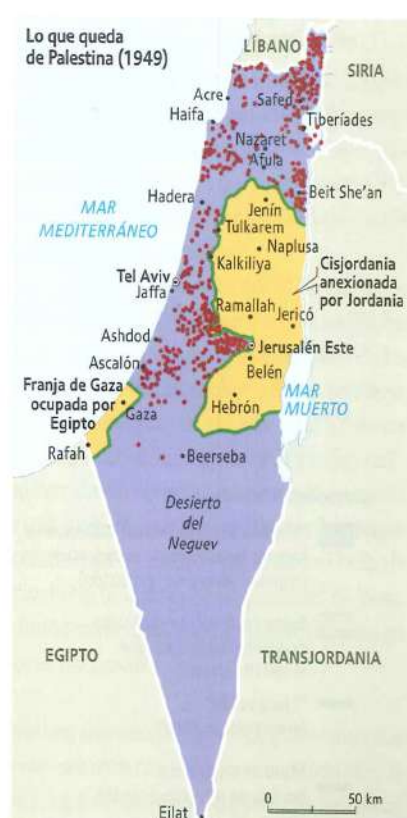 Lo que queda
de Palestina (1949)
LÍBANO
SIRIA
Acre
Safed
Haifa
Tiberíades
Nazaret
Afula
Beit She'an
Hadera
Jenín
MAR
MEDITERRÁNEO
Tulkarem
Naplusa
Kalkiliya
Cisjordania
anexionada
por Jordania
Tel Aviv
Jaffa
Ramallah
Jericó
Ashdod
Jerusalén Este
Ascalón
Belén
Franja de Gaza
ocupada por
Egipto
MAR
MUERTO
Hebrón
Gaza
Rafah
Beerseba
Desierto
del
Neguev
EGIPTO
TRANSJORDANIA
Eilat
0
50 km